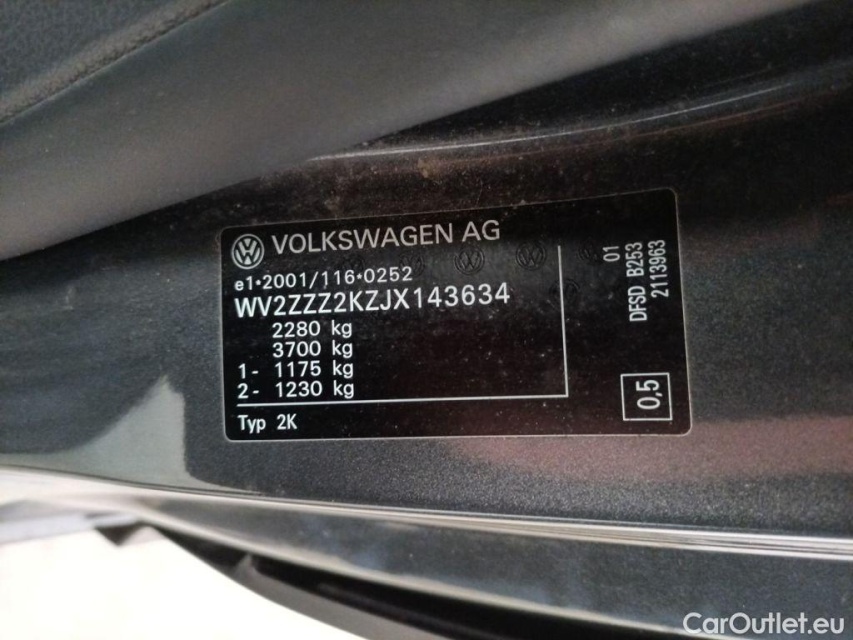 VOLKSWAGEN AG
e1*2001/116*0252
WV2ZZZ2KZJX143634
2280 kg
3700 kg
1- 1175 kg
2- 1230 kg
Typ 2K
01
DFSD B253
2113963
0,5
CarOutlet.eu